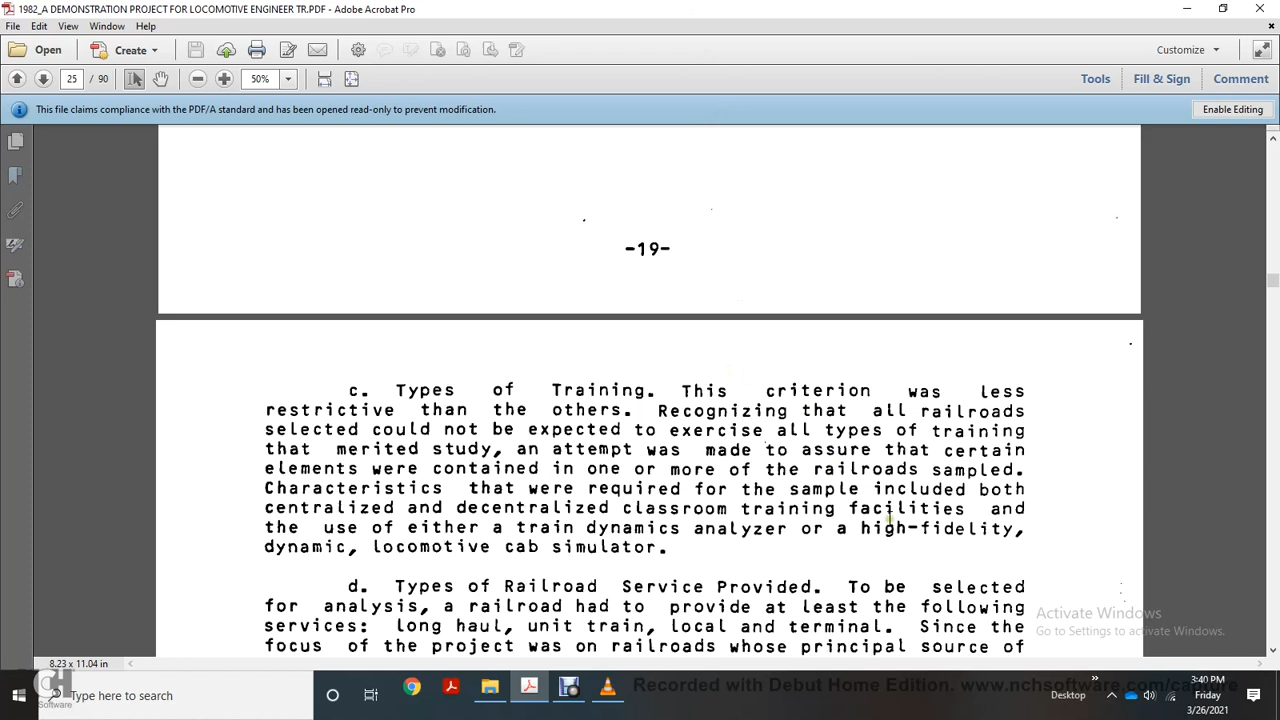 1982_A DEMONSTRATION PROJECT FOR LOCOMOTIVE ENGINEER TR.PDF - Adobe Acrobat Pro
File Edit View Window Help
Open Create Customize
25 / 90 50% Tools Fill & Sign Comment
This file claims compliance with the PDF/A standard and has been opened read-only to prevent modification. Enable Editing
-19-
c. Types of Training. This criterion was less
restrictive than the others. Recognizing that all railroads
selected could not be expected to exercise all types of training
that merited study, an attempt was made to assure that certain
elements were contained in one or more of the railroads sampled.
Characteristics that were required for the sample included both
centralized and decentralized classroom training facilities and
the use of either a train dynamics analyzer or a high-fidelity,
dynamic, locomotive cab simulator.
d. Types of Railroad Service Provided. To be selected
for analysis, a railroad had to provide at least the following
services: long haul, unit train, local and terminal. Since the
focus of the project was on railroads whose principal source of
Activate Windows
Go to Settings to activate Windows.
8.23 x 11.04 in
CH Software
Type here to search
Recorded with Debut Home Edition. www.nchsoftware.com/capture
Desktop
3:40 PM
Friday
3/26/2021